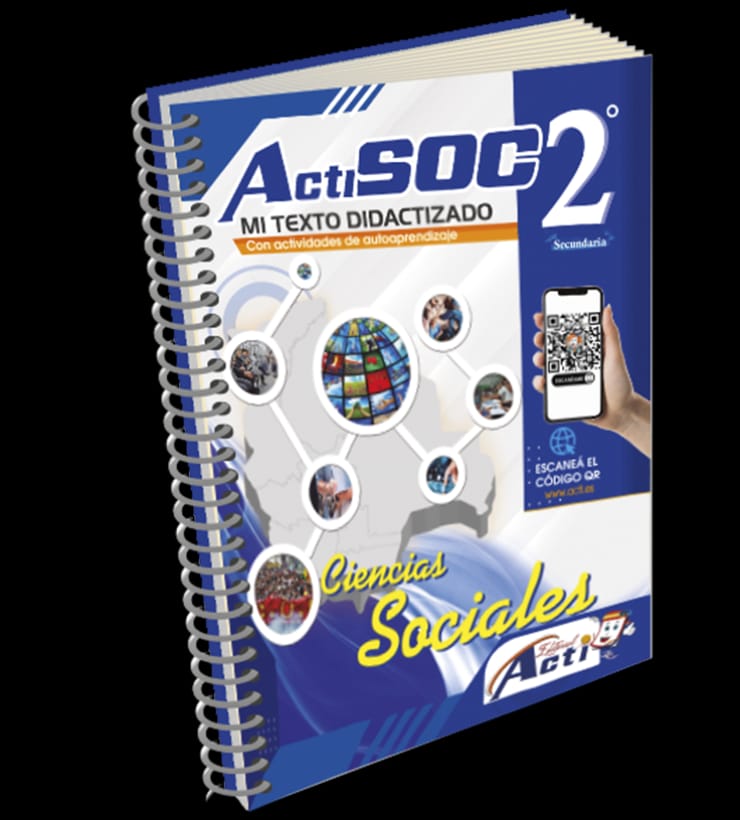 ActiSOC 2°
MI TEXTO DIDACTIZADO
Con actividades de autoaprendizaje
Secundaria
ESCANEÁ EL
CÓDIGO QR
www.acti.es
Ciencias
Sociales
Editorial
Acti